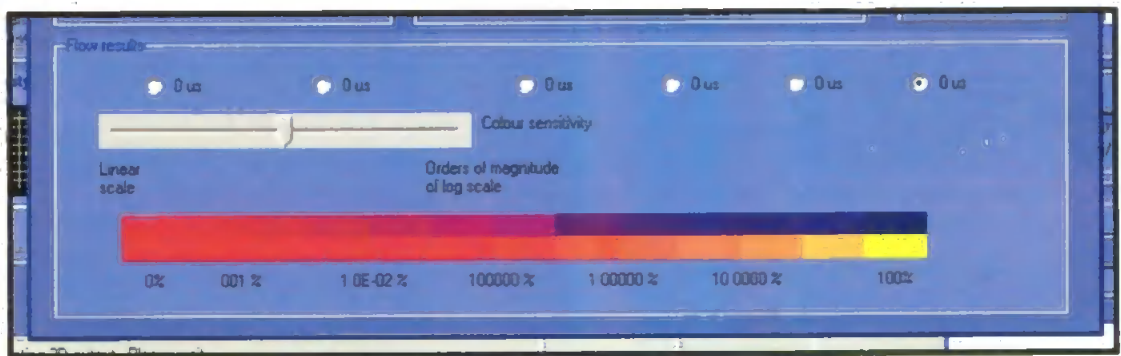 Flow results
0 us 0 us 0 us 0 us 0 us 0 us
Colour sensitivity
Linear scale
Orders of magnitude of log scale
0% 001 % 1 0E-02 % 100000 % 1 00000 % 10 0000 % 100%